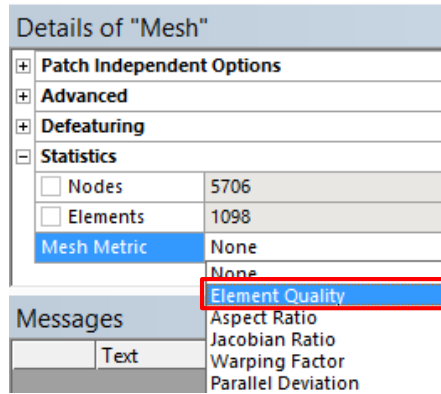 Details of "Mesh"
Patch Independent Options
Advanced
Defeaturing
Statistics
Nodes 5706
Elements 1098
Mesh Metric None
None
Element Quality
Aspect Ratio
Jacobian Ratio
Warping Factor
Parallel Deviation
Messages
Text